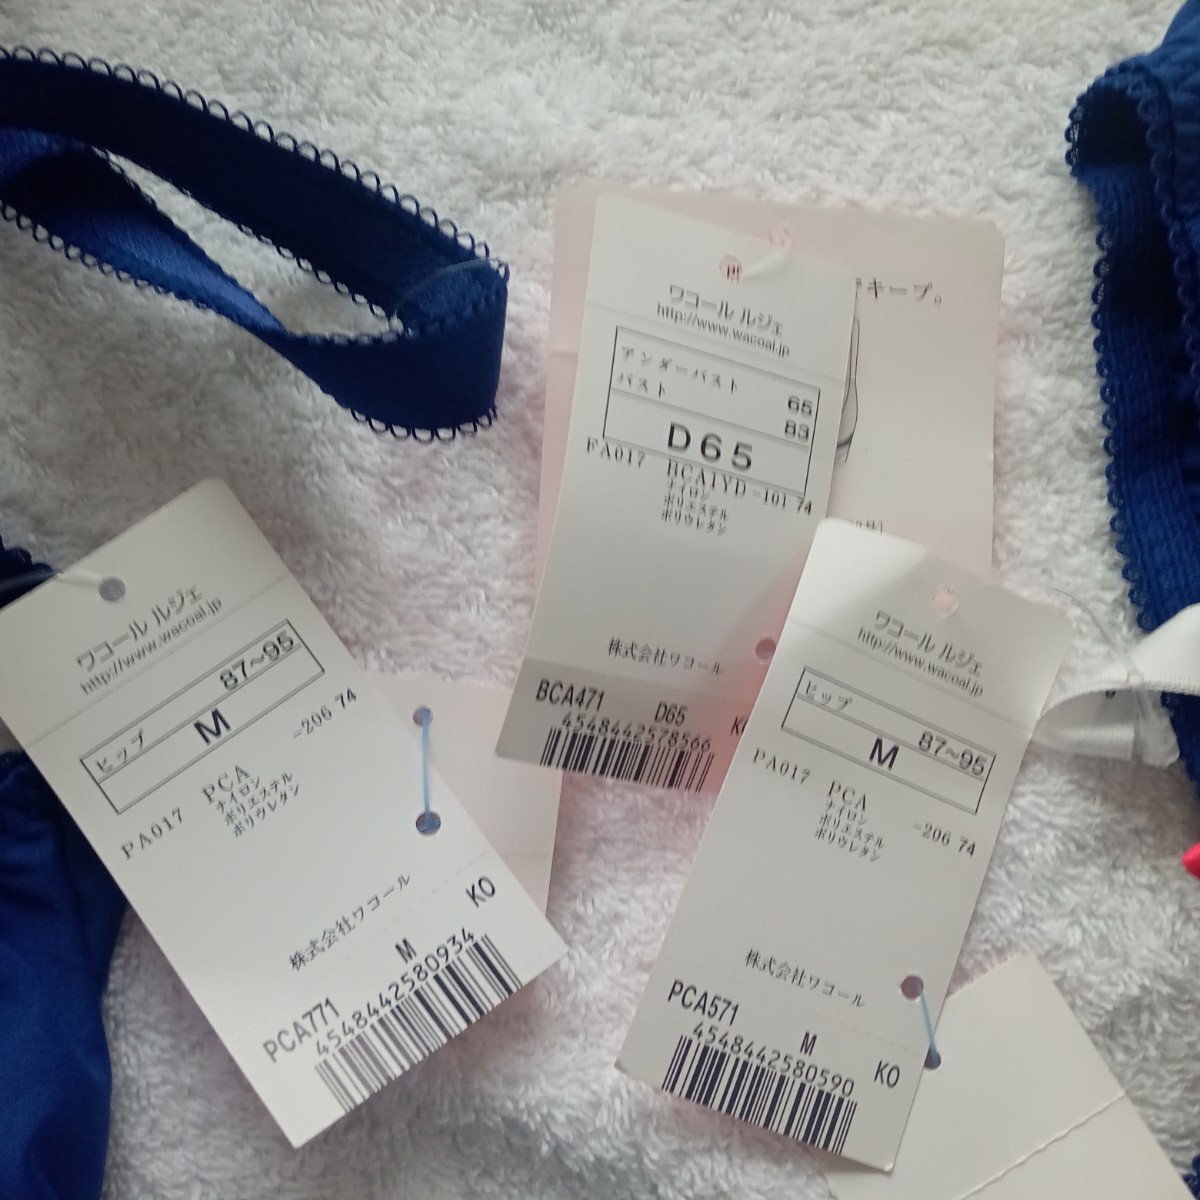 キープ。
ワコール ルジェ
http://www.wacoal.jp
アンダーバスト 65
バスト 83
D65
FA017 BCA1YD -101 74
ナイロン
ポリエステル
ポリウレタン
株式会社ワコール
BCA471 D65
4548442578566
ワコール ルジェ
http://www.wacoal.jp
ヒップ 87~95
M
PA017 PCA -206 74
ナイロン
ポリエステル
ポリウレタン
株式会社ワコール
PCA771 M KO
4548442580934
ワコール ルジェ
http://www.wacoal.jp
ヒップ 87~95
M
PA017 PCA -206 74
ナイロン
ポリエステル
ポリウレタン
株式会社ワコール
PCA571 M KO
4548442580590